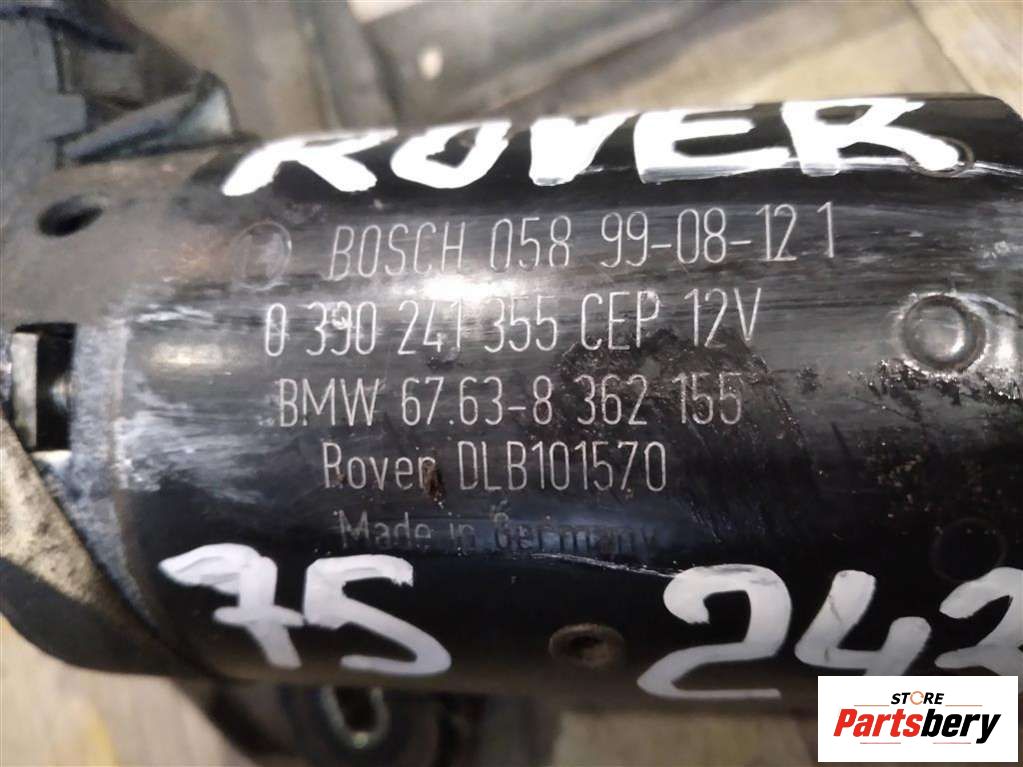 ROVER
BOSCH 058 99-08-12 1
0 390 241 355 CEP 12V
BMW 67.63-8 362 155
Rover DLB101570
Made in Germany
75 242
STORE
Partsbery